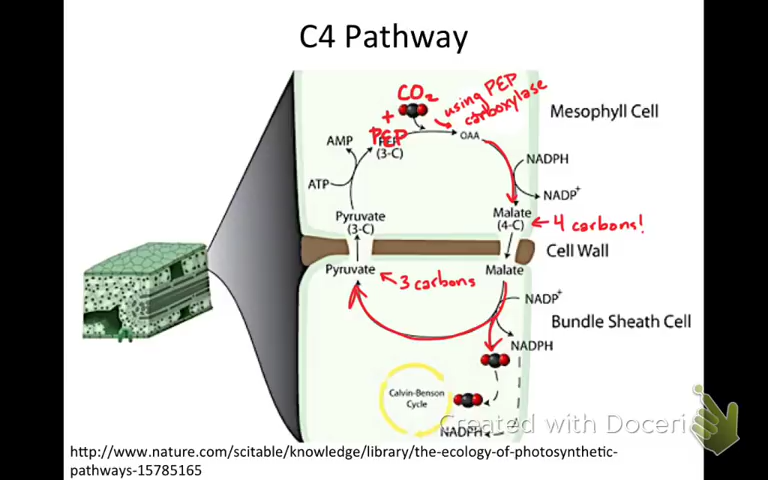 C4 Pathway
CO2
+
PEP
using PEP
carboxylase
Mesophyll Cell
(3-C)
OAA
AMP
NADPH
ATP
NADP+
Pyruvate
(3-C)
Malate
(4-C)
4 carbons!
Cell Wall
Pyruvate
3 carbons
Malate
NADP+
Bundle Sheath Cell
NADPH
Calvin-Benson
Cycle
Created with Doceri
NADPH
http://www.nature.com/scitable/knowledge/library/the-ecology-of-photosynthetic-
pathways-15785165